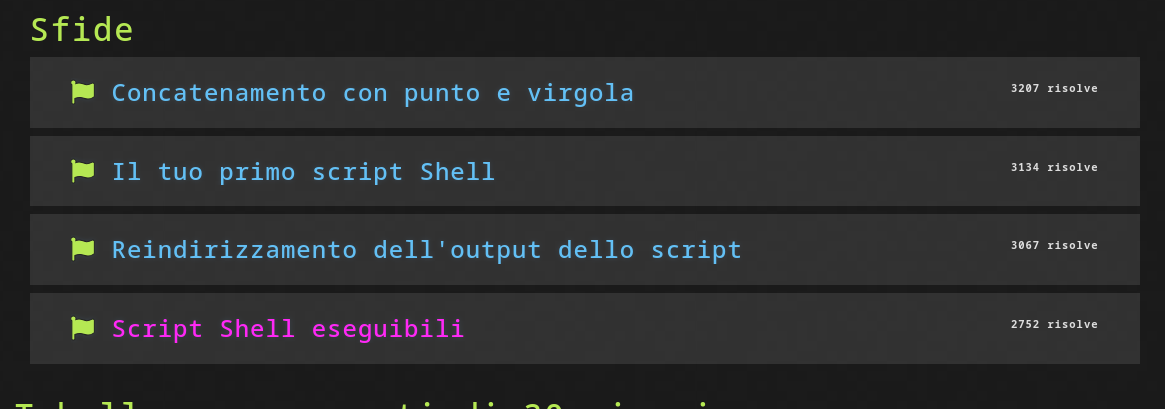 Sfide
Concatenamento con punto e virgola
3207 risolve
Il tuo primo script Shell
3134 risolve
Reindirizzamento dell'output dello script
3067 risolve
Script Shell eseguibili
2752 risolve